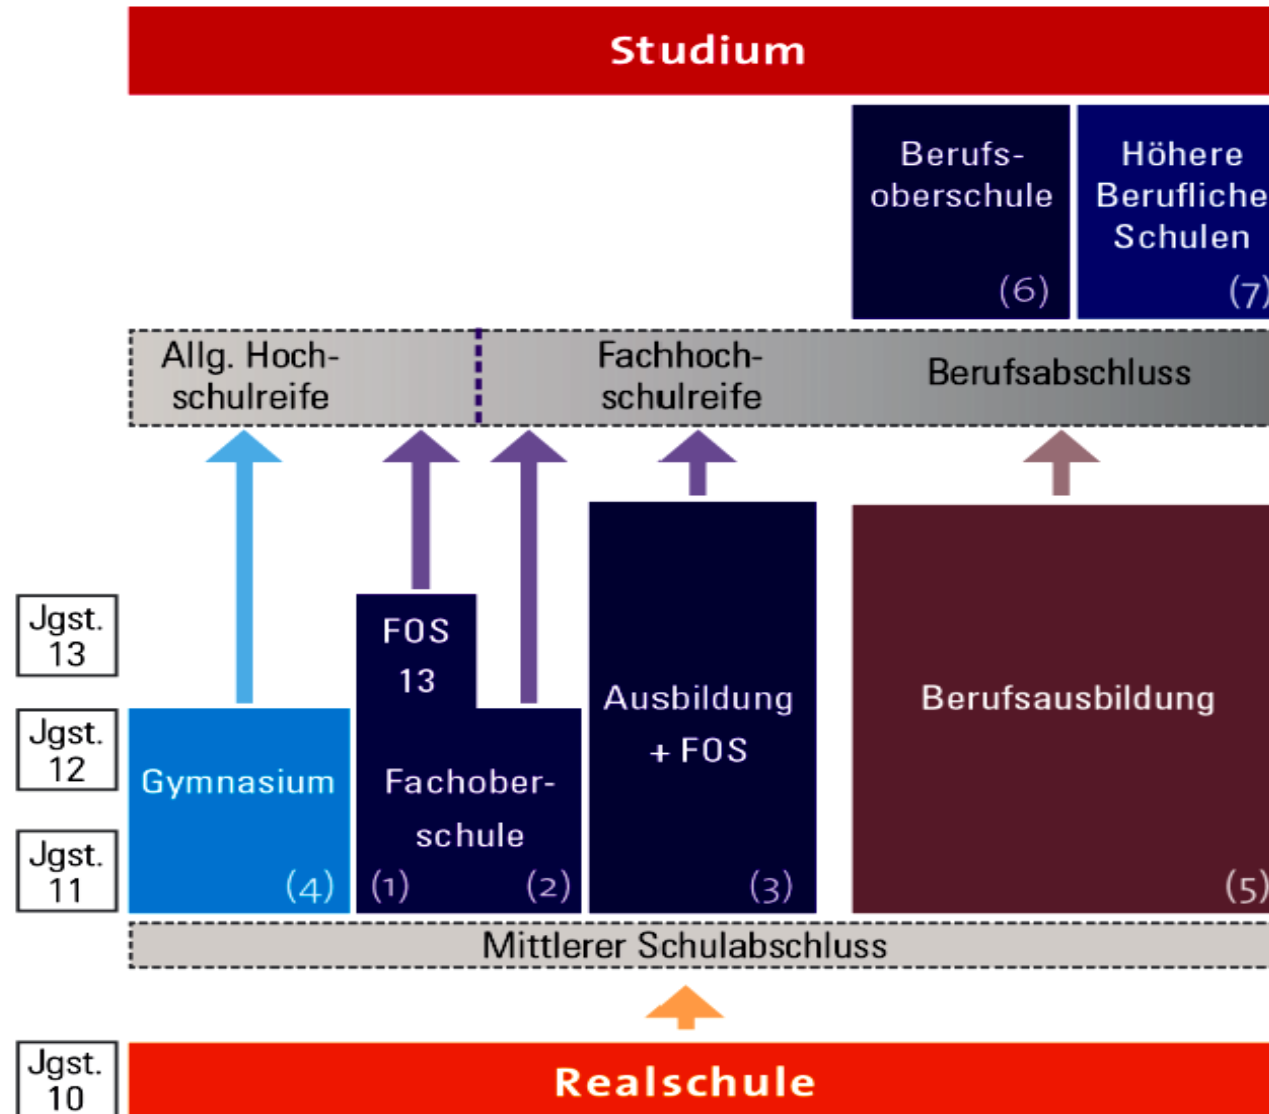 Studium
Berufs-
oberschule
(6)
Höhere
Berufliche
Schulen
(7)
Allg. Hoch-
schulreife
Fachhoch-
schulreife
Berufsabschluss
Jgst.
13
Jgst.
12
Jgst.
11
Gymnasium
(4)
FOS
13
Fachober-
schule
(1)
(2)
Ausbildung
+ FOS
(3)
Berufsausbildung
(5)
Mittlerer Schulabschluss
Jgst.
10
Realschule